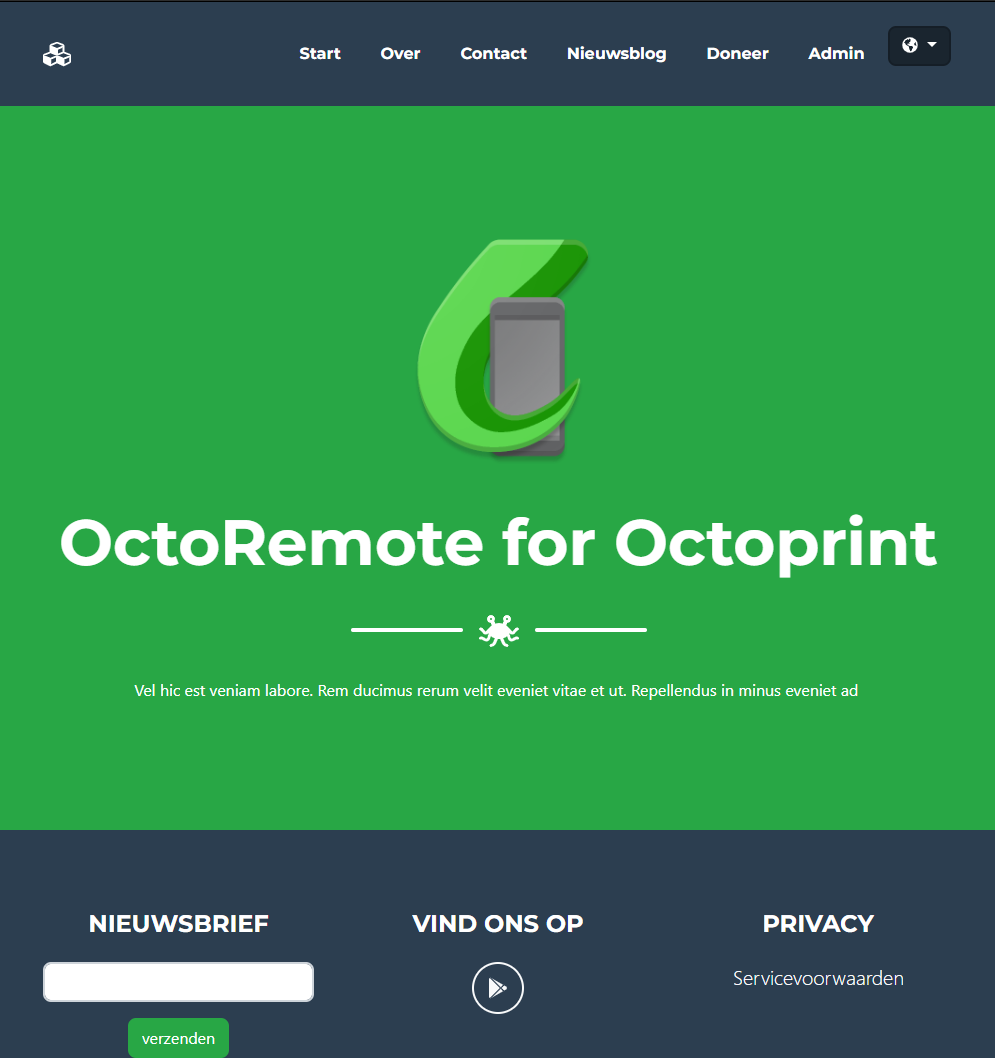 Start Over Contact Nieuwsblog Doneer Admin
OctoRemote for Octoprint
Vel hic est veniam labore. Rem ducimus rerum velit eveniet vitae et ut. Repellendus in minus eveniet ad
NIEUWSBRIEF
verzenden
VIND ONS OP
PRIVACY
Servicevoorwaarden